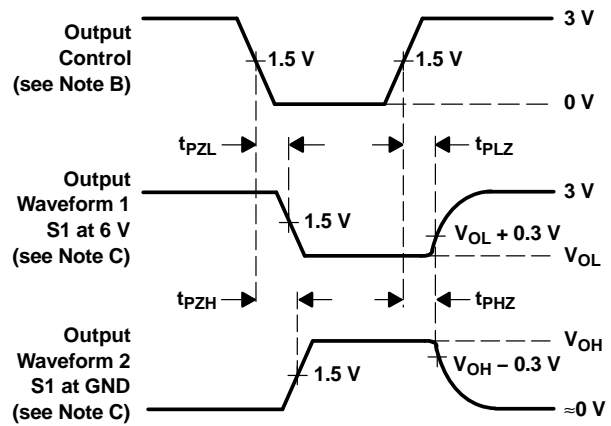 Output
Control
(see Note B)
1.5 V
1.5 V
3 V
0 V
tPZL
tPLZ
Output
Waveform 1
S1 at 6 V
(see Note C)
1.5 V
3 V
VOL + 0.3 V
VOL
tPZH
tPHZ
Output
Waveform 2
S1 at GND
(see Note C)
1.5 V
VOH
VOH – 0.3 V
≈0 V